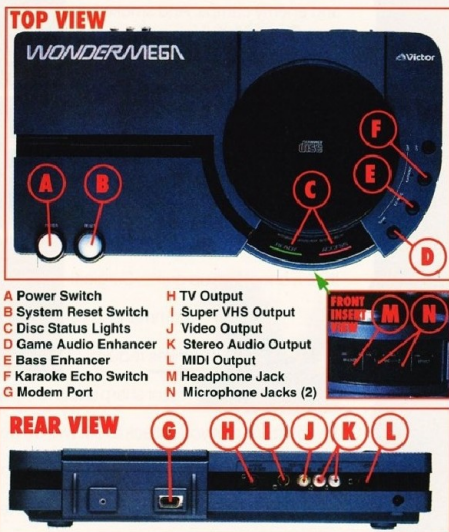 TOP VIEW
WONDERMEGA
Victor
disc
F
E
A
B
C
D
A Power Switch
B System Reset Switch
C Disc Status Lights
D Game Audio Enhancer
E Bass Enhancer
F Karaoke Echo Switch
G Modem Port
H TV Output
I Super VHS Output
J Video Output
K Stereo Audio Output
L MIDI Output
M Headphone Jack
N Microphone Jacks (2)
FRONT
INSERT
VIEW
M
N
REAR VIEW
G
H
I
J
K
L